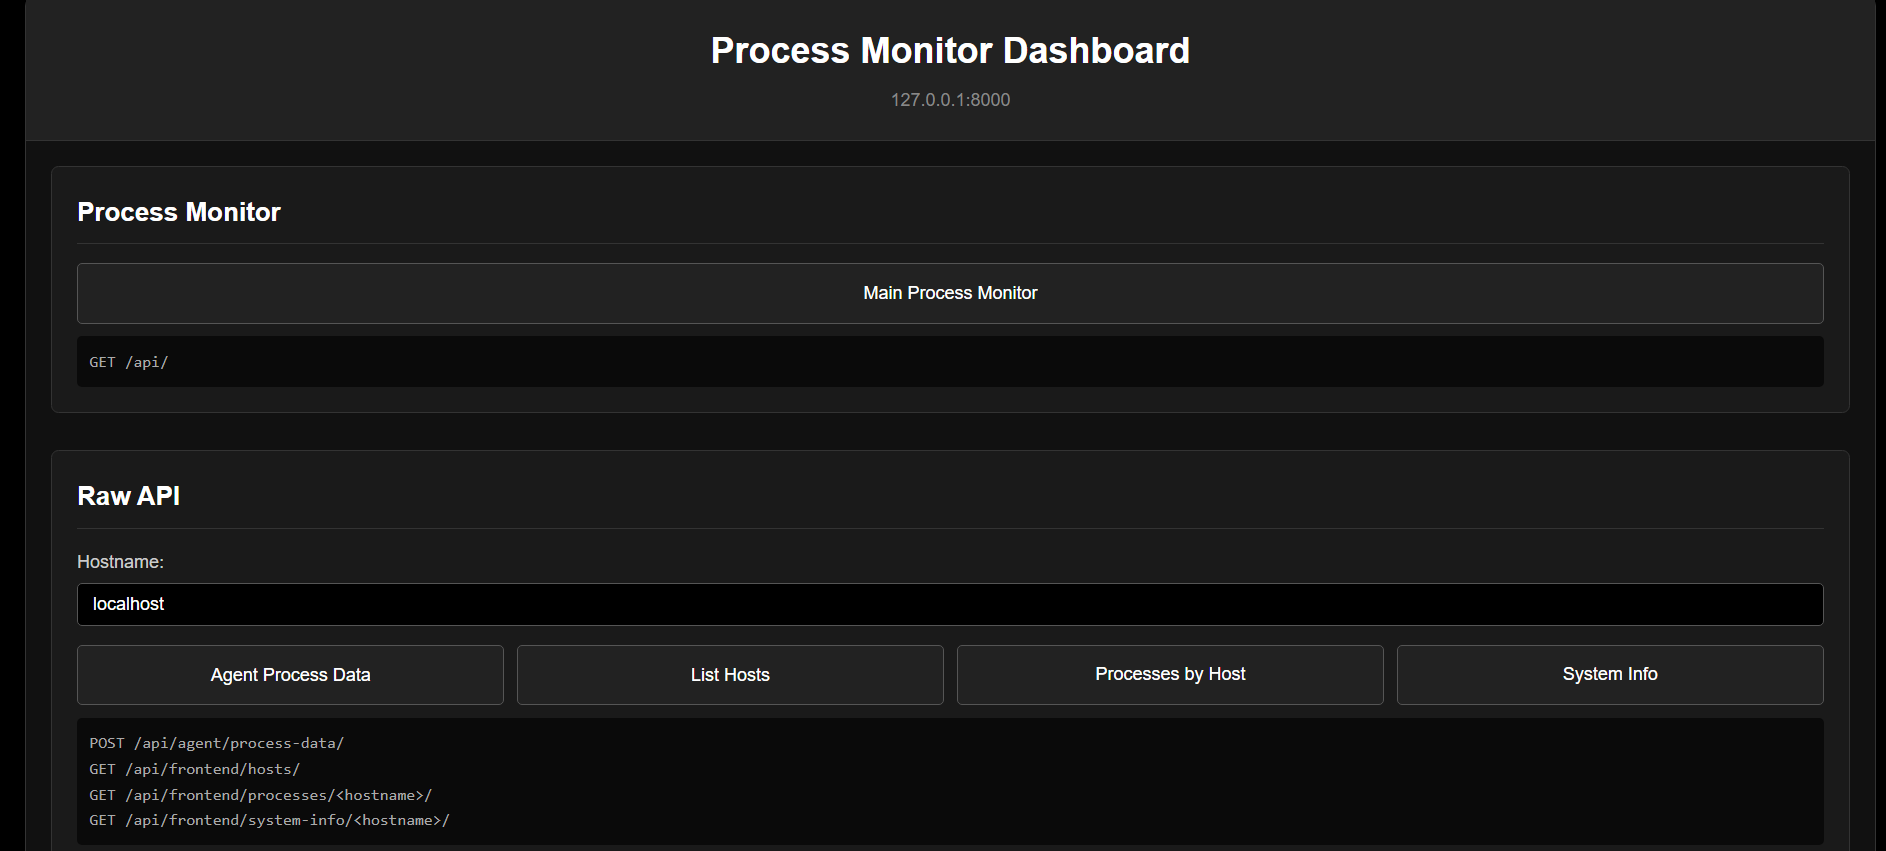 Process Monitor Dashboard
127.0.0.1:8000
Process Monitor
Main Process Monitor
GET /api/
Raw API
Hostname:
localhost
Agent Process Data
List Hosts
Processes by Host
System Info
POST /api/agent/process-data/
GET /api/frontend/hosts/
GET /api/frontend/processes/<hostname>/
GET /api/frontend/system-info/<hostname>/